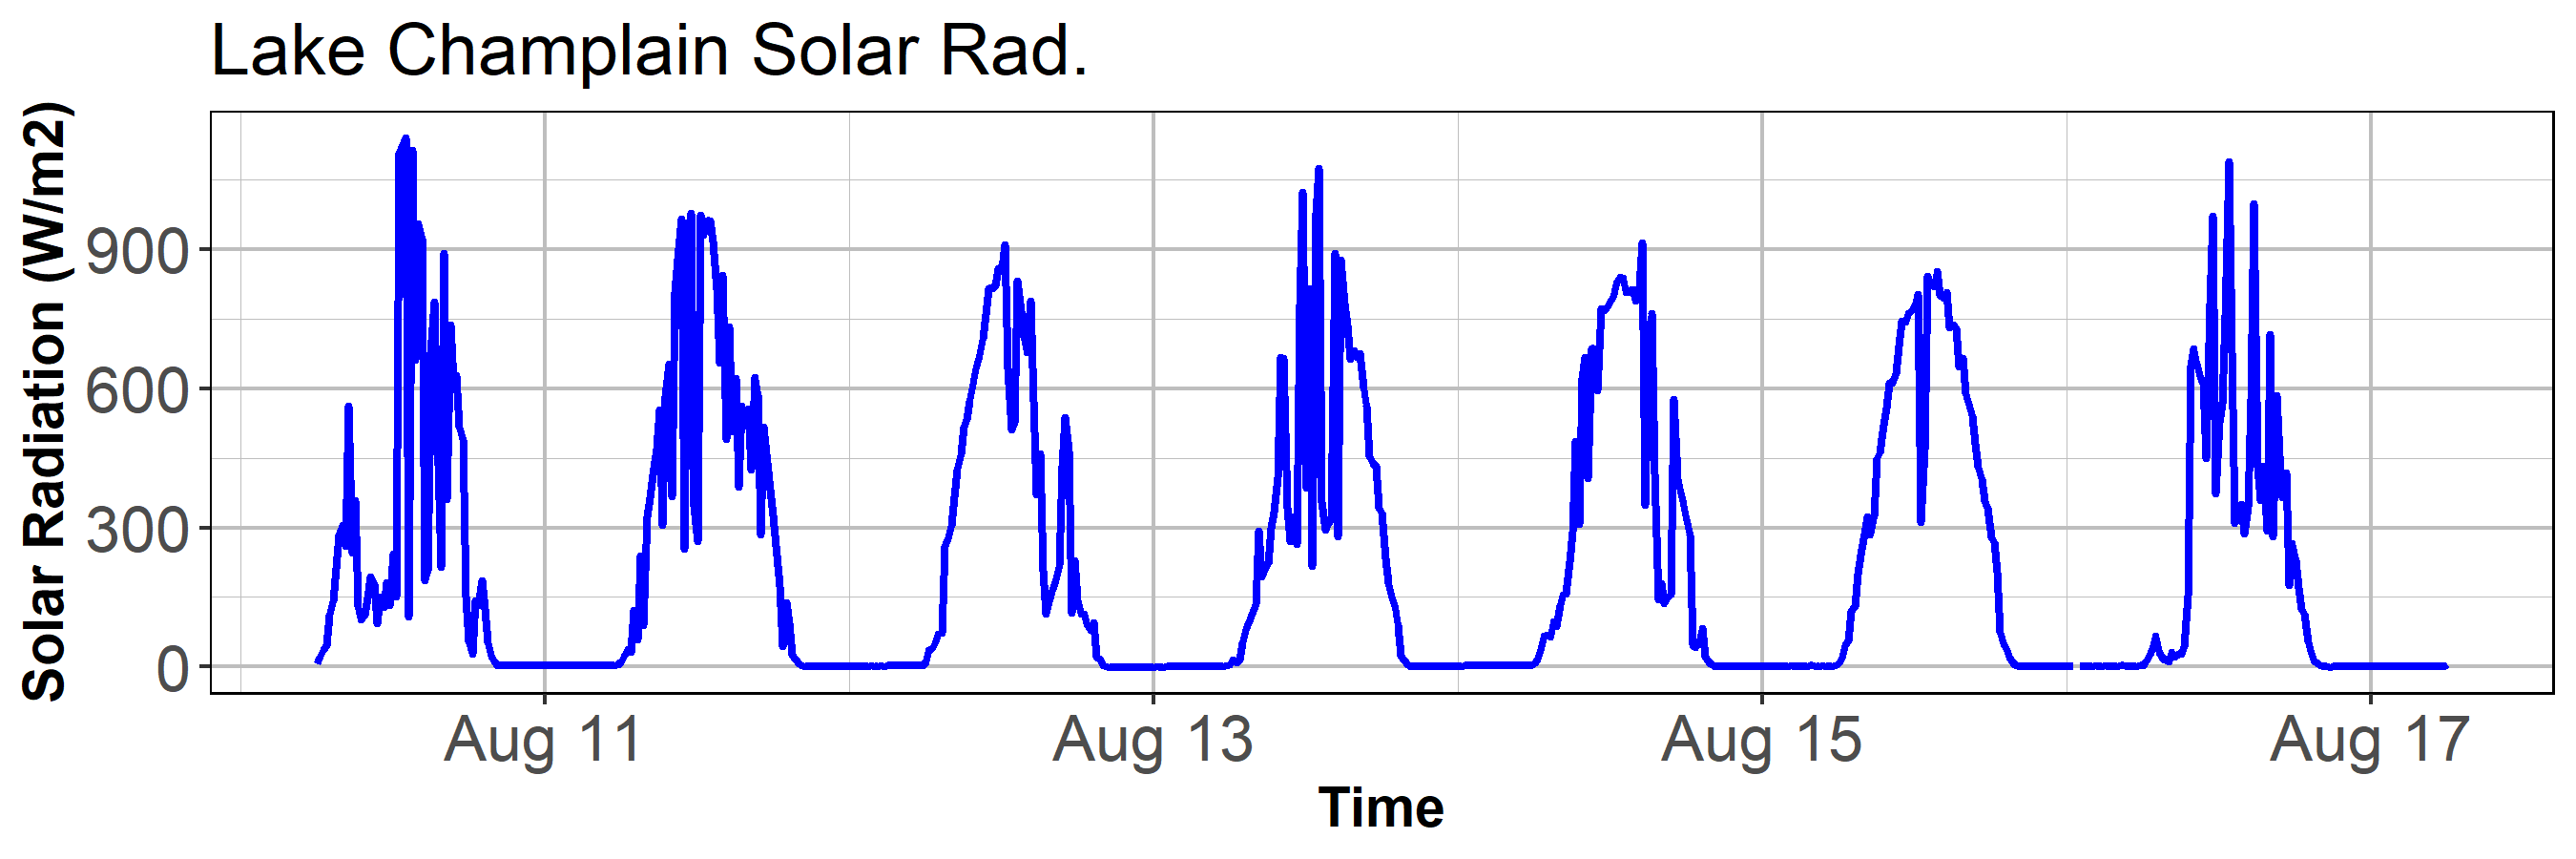 Lake Champlain Solar Rad.
Solar Radiation (W/m2)
900
600
300
0
Aug 11 Aug 13 Aug 15 Aug 17
Time